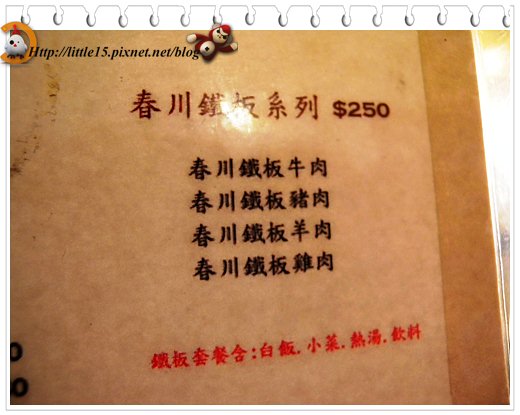 Http://little15.pixnet.net/blog
春川鐵板系列 $250
春川鐵板牛肉
春川鐵板豬肉
春川鐵板羊肉
春川鐵板雞肉
鐵板套餐含:白飯.小菜.熱湯.飲料
0
0